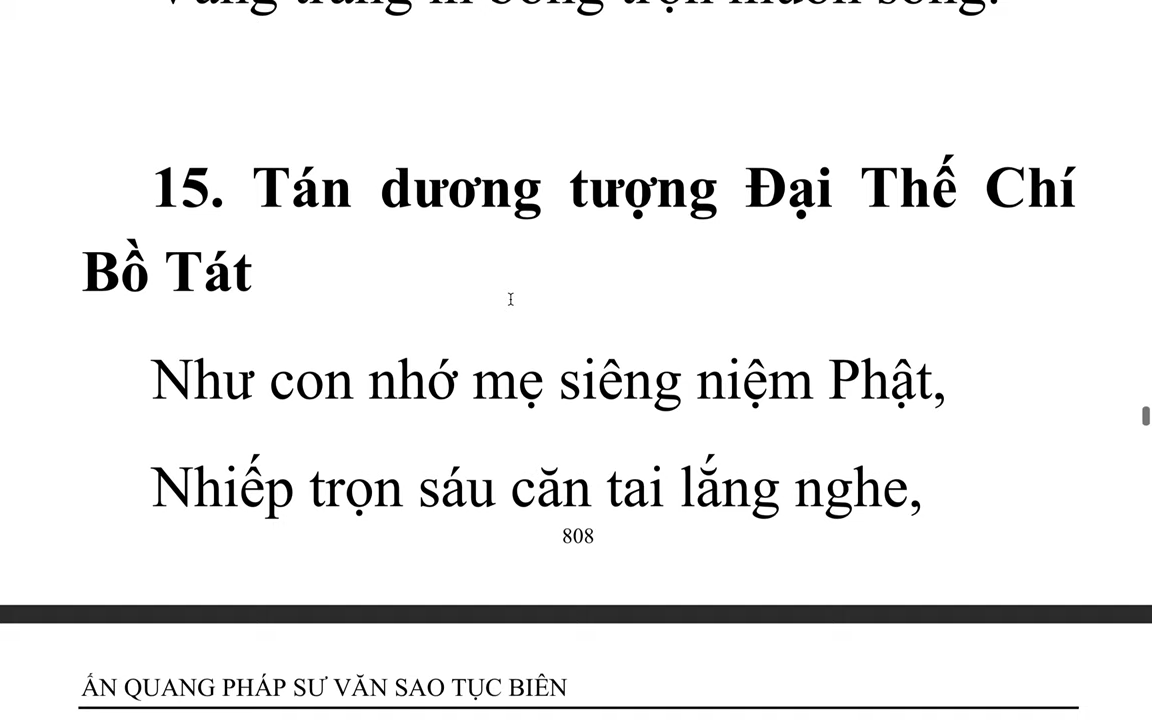 15. Tán dương tượng Đại Thế Chí
Bồ Tát
Như con nhớ mẹ siêng niệm Phật,
Nhiếp trọn sáu căn tai lắng nghe,
808
ẤN QUANG PHÁP SƯ VĂN SAO TỤC BIÊN